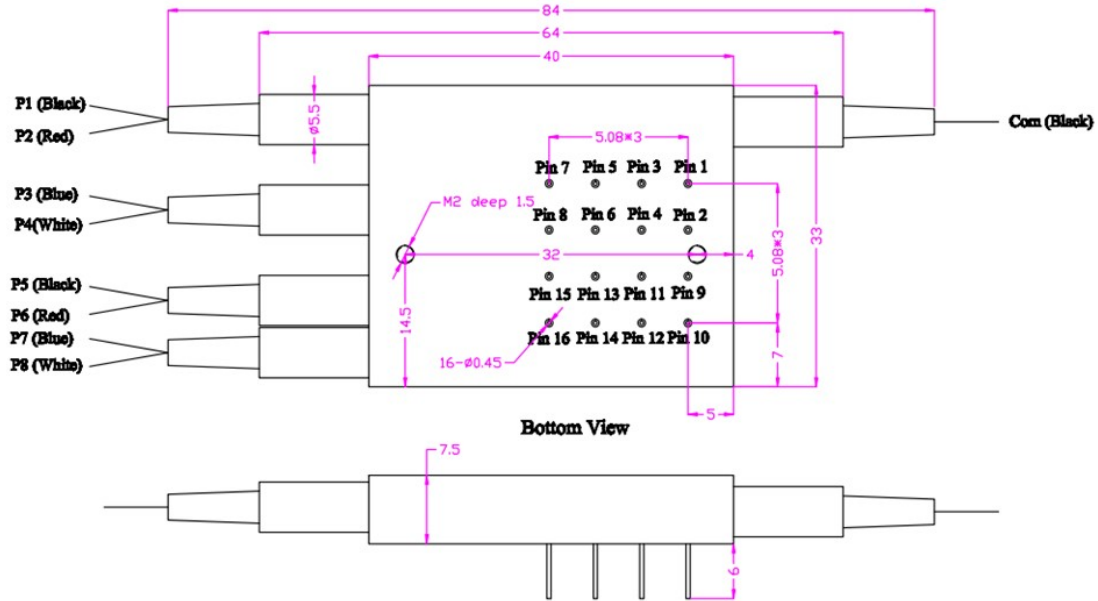 84
64
40
P1 (Black)
P2 (Red)
ø5.5
Com (Black)
5.08*3
Pin 7 Pin 5 Pin 3 Pin 1
P3 (Blue)
P4(White)
M2 deep 1.5
Pin 8 Pin 6 Pin 4 Pin 2
32
4
5.08*3
33
P5 (Black)
P6 (Red)
Pin 15 Pin 13 Pin 11 Pin 9
14.5
P7 (Blue)
P8 (White)
Pin 16 Pin 14 Pin 12 Pin 10
16-ø0.45
7
5
Bottom View
7.5
6